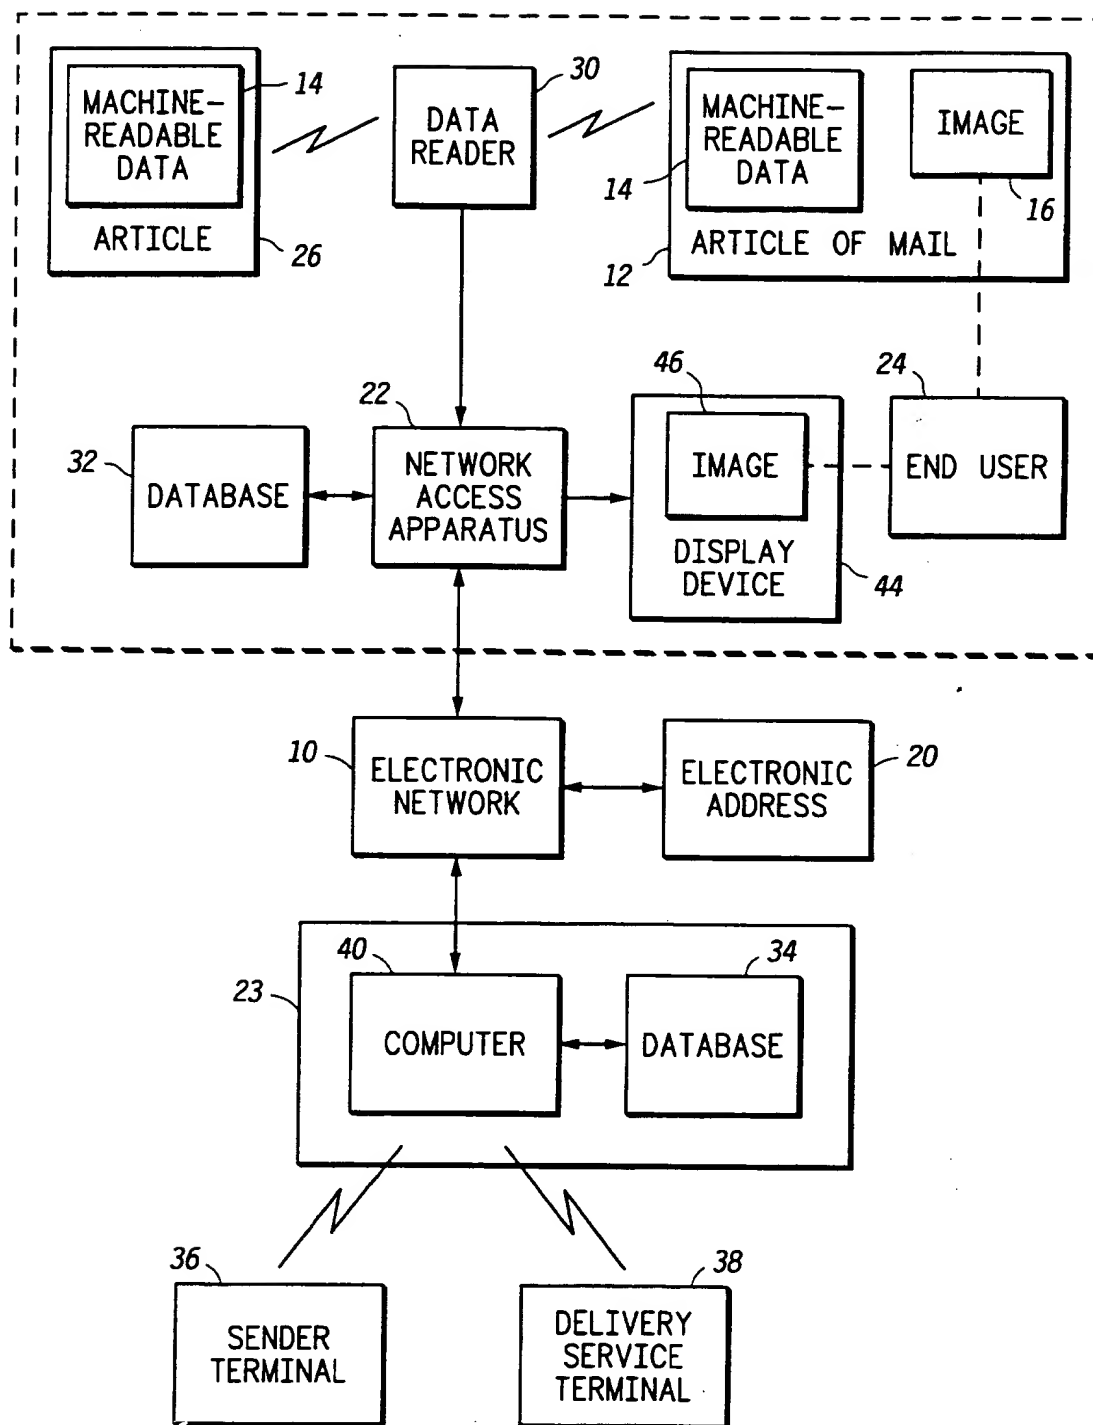 14
MACHINE-
READABLE
DATA
ARTICLE
26
30
DATA
READER
MACHINE-
READABLE
DATA
14
IMAGE
16
ARTICLE OF MAIL
12
22
NETWORK
ACCESS
APPARATUS
32
DATABASE
46
IMAGE
DISPLAY
DEVICE
44
24
END USER
10
ELECTRONIC
NETWORK
20
ELECTRONIC
ADDRESS
23
40
COMPUTER
34
DATABASE
36
SENDER
TERMINAL
38
DELIVERY
SERVICE
TERMINAL